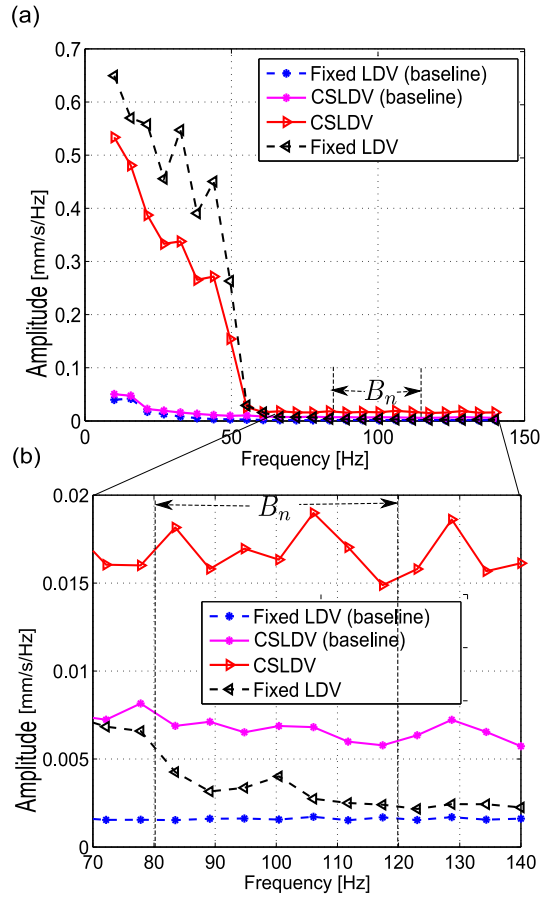 (a)
0.7
0.6
0.5
0.4
0.3
0.2
0.1
0
Amplitude [mm/s/Hz]
Fixed LDV (baseline)
CSLDV (baseline)
CSLDV
Fixed LDV
Bn
0 50 100 150
Frequency [Hz]
(b)
0.02
0.015
0.01
0.005
0
Amplitude [mm/s/Hz]
Bn
Fixed LDV (baseline)
CSLDV (baseline)
CSLDV
Fixed LDV
70 80 90 100 110 120 130 140
Frequency [Hz]